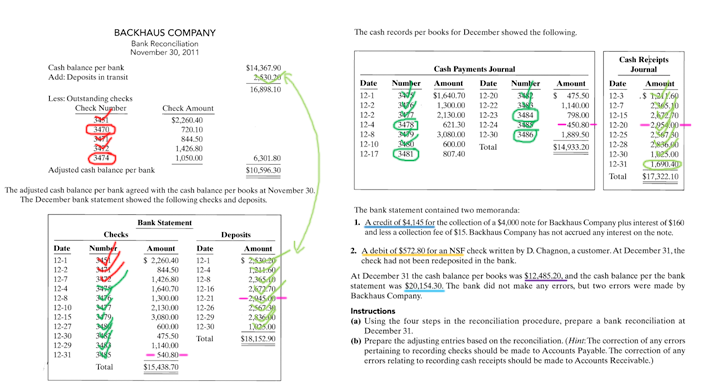 BACKHAUS COMPANY
Bank Reconciliation
November 30, 2011
Cash balance per bank $14,367.90
Add: Deposits in transit 2,530.20
16,898.10
Less: Outstanding checks
Check Number Check Amount
3451 $2,260.40
3470 720.10
3471 844.50
3472 1,426.80
3474 1,050.00 6,301.80
Adjusted cash balance per bank $10,596.30
The adjusted cash balance per bank agreed with the cash balance per books at November 30.
The December bank statement showed the following checks and deposits.
Bank Statement
Checks Deposits
Date Number Amount Date Amount
12-1 3451 $ 2,260.40 12-1 $ 2,530.20
12-2 3471 844.50 12-4 1,211.60
12-7 3472 1,426.80 12-8 2,365.10
12-4 3475 1,640.70 12-16 2,672.70
12-8 3476 1,300.00 12-21 2,945.00
12-10 3477 2,130.00 12-26 2,567.30
12-15 3479 3,080.00 12-29 2,836.00
12-27 3480 600.00 12-30 1,025.00
12-30 3482 475.50 Total $18,152.90
12-29 3483 1,140.00
12-31 3485 540.80
Total $15,438.70
The cash records per books for December showed the following.
Cash Payments Journal
Date Number Amount Date Number Amount
12-1 3475 $1,640.70 12-20 3482 $ 475.50
12-2 3476 1,300.00 12-22 3483 1,140.00
12-2 3477 2,130.00 12-23 3484 798.00
12-4 3478 621.30 12-24 3485 450.80
12-8 3479 3,080.00 12-30 3486 1,889.50
12-10 3480 600.00 Total $14,933.20
12-17 3481 807.40
Cash Receipts
Journal
Date Amount
12-3 $ 1,211.60
12-7 2,365.10
12-15 2,672.70
12-20 2,954.00
12-25 2,567.30
12-28 2,836.00
12-30 1,025.00
12-31 1,690.40
Total $17,322.10
The bank statement contained two memoranda:
1. A credit of $4,145 for the collection of a $4,000 note for Backhaus Company plus interest of $160
and less a collection fee of $15. Backhaus Company has not accrued any interest on the note.
2. A debit of $572.80 for an NSF check written by D. Chagnon, a customer. At December 31, the
check had not been redeposited in the bank.
At December 31 the cash balance per books was $12,485.20, and the cash balance per the bank
statement was $20,154.30. The bank did not make any errors, but two errors were made by
Backhaus Company.
Instructions
(a) Using the four steps in the reconciliation procedure, prepare a bank reconciliation at
December 31.
(b) Prepare the adjusting entries based on the reconciliation. (Hint: The correction of any errors
pertaining to recording checks should be made to Accounts Payable. The correction of any
errors relating to recording cash receipts should be made to Accounts Receivable.)